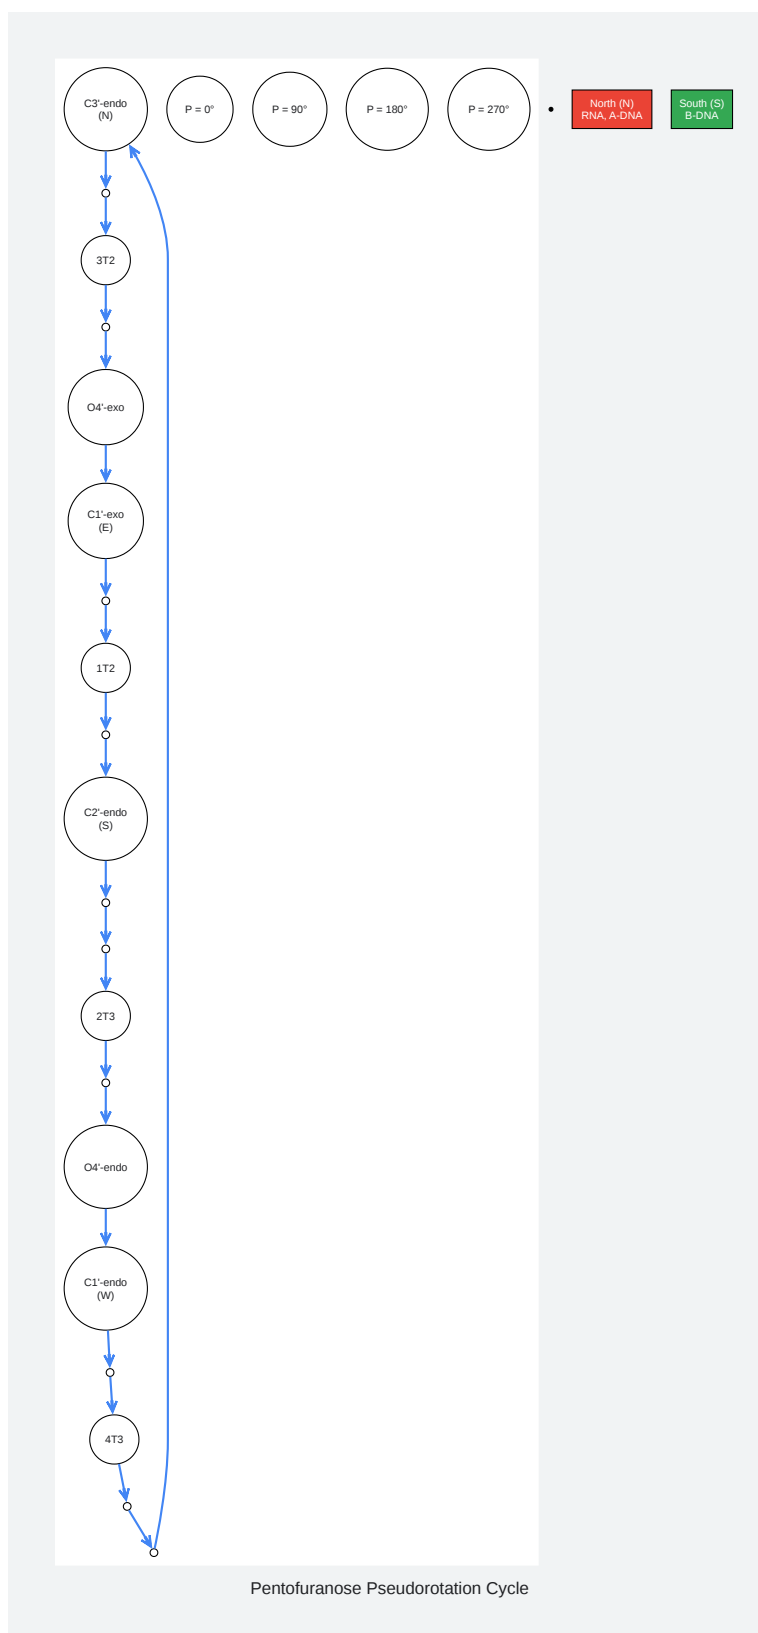 C3'-endo
(N)
P = 0°
P = 90°
P = 180°
P = 270°
North (N)
RNA, A-DNA
South (S)
B-DNA
3T2
O4'-exo
C1'-exo
(E)
1T2
C2'-endo
(S)
2T3
O4'-endo
C1'-endo
(W)
4T3
Pentofuranose Pseudorotation Cycle